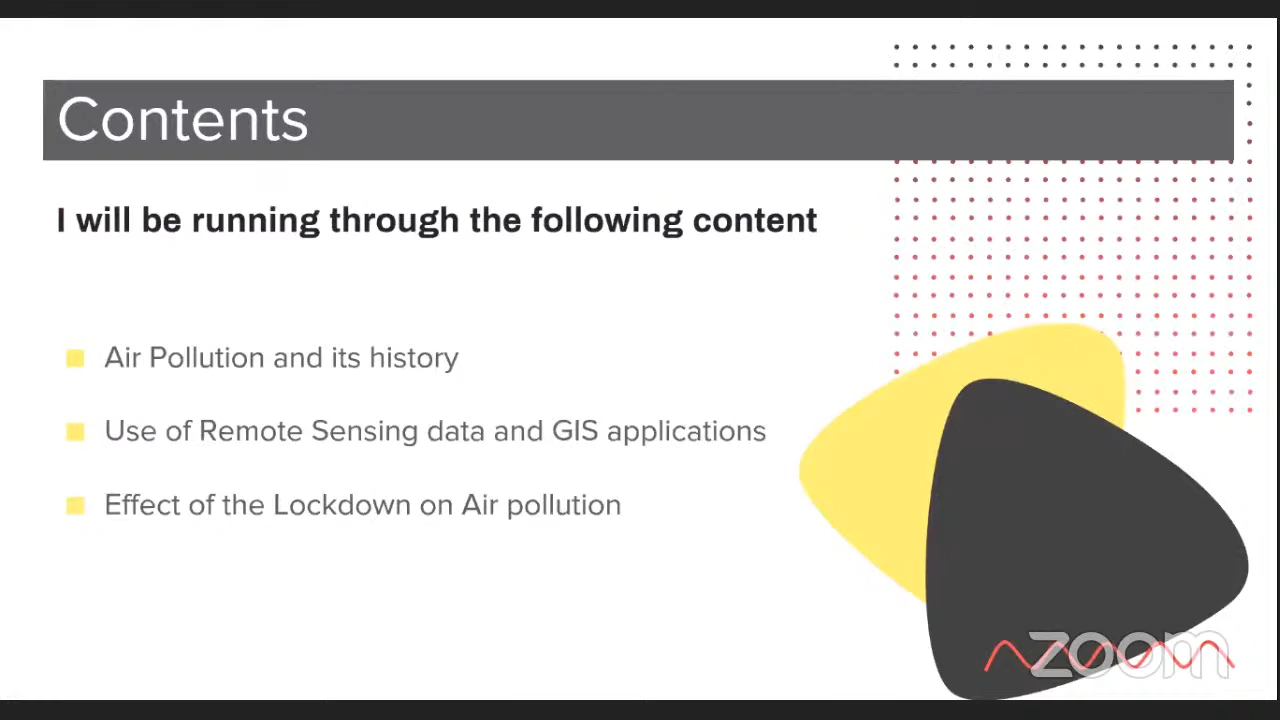 Contents
I will be running through the following content
Air Pollution and its history
Use of Remote Sensing data and GIS applications
Effect of the Lockdown on Air pollution
zoom